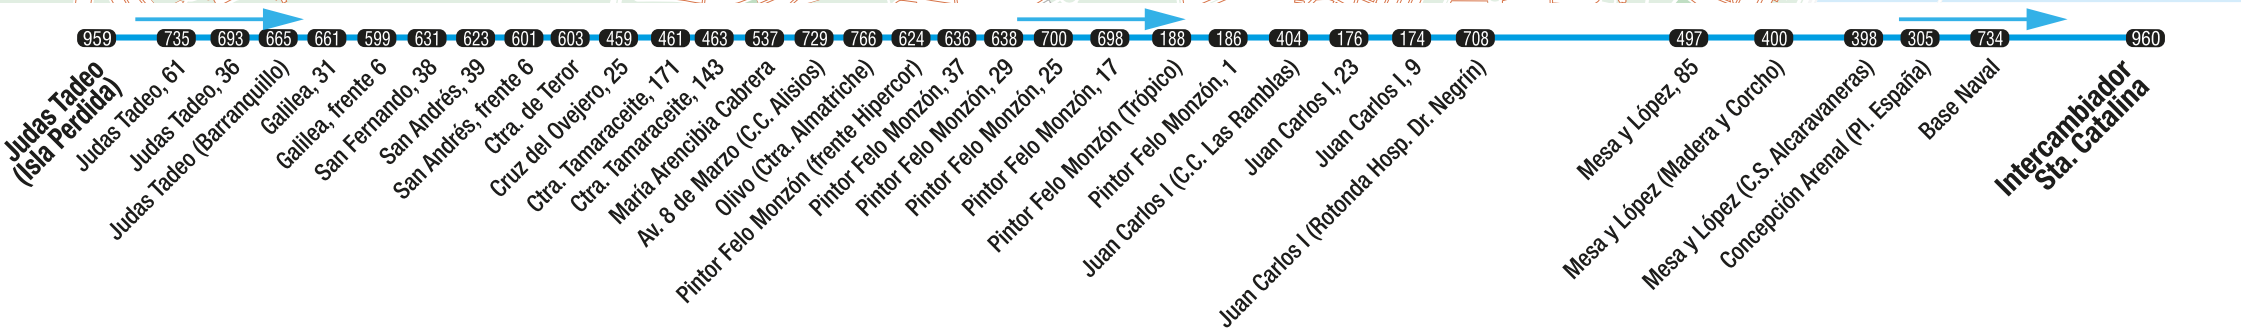 959 735 693 665 661 599 631 623 601 603 459 461 463 537 729 766 624 636 638 700 698 188 186 404 176 174 708 497 400 398 305 734 960
Judas Tadeo
(Isla Perdida)
Judas Tadeo, 61
Judas Tadeo, 36
Judas Tadeo (Barranquillo)
Galilea, 31
Galilea, frente 6
San Fernando, 38
San Andrés, 39
San Andrés, frente 6
Ctra. de Teror
Cruz del Ovejero, 25
Ctra. Tamaraceite, 171
Ctra. Tamaraceite, 143
María Arencibia Cabrera
Av. 8 de Marzo (C.C. Alisios)
Olivo (Ctra. Almatriche)
Pintor Felo Monzón (frente Hipercor)
Pintor Felo Monzón, 37
Pintor Felo Monzón, 29
Pintor Felo Monzón, 25
Pintor Felo Monzón, 17
Pintor Felo Monzón (Trópico)
Pintor Felo Monzón, 1
Juan Carlos I (C.C. Las Ramblas)
Juan Carlos I, 23
Juan Carlos I, 9
Juan Carlos I (Rotonda Hosp. Dr. Negrín)
Mesa y López, 85
Mesa y López (Madera y Corcho)
Mesa y López (C.S. Alcaravaneras)
Concepción Arenal (Pl. España)
Base Naval
Intercambiador
Sta. Catalina